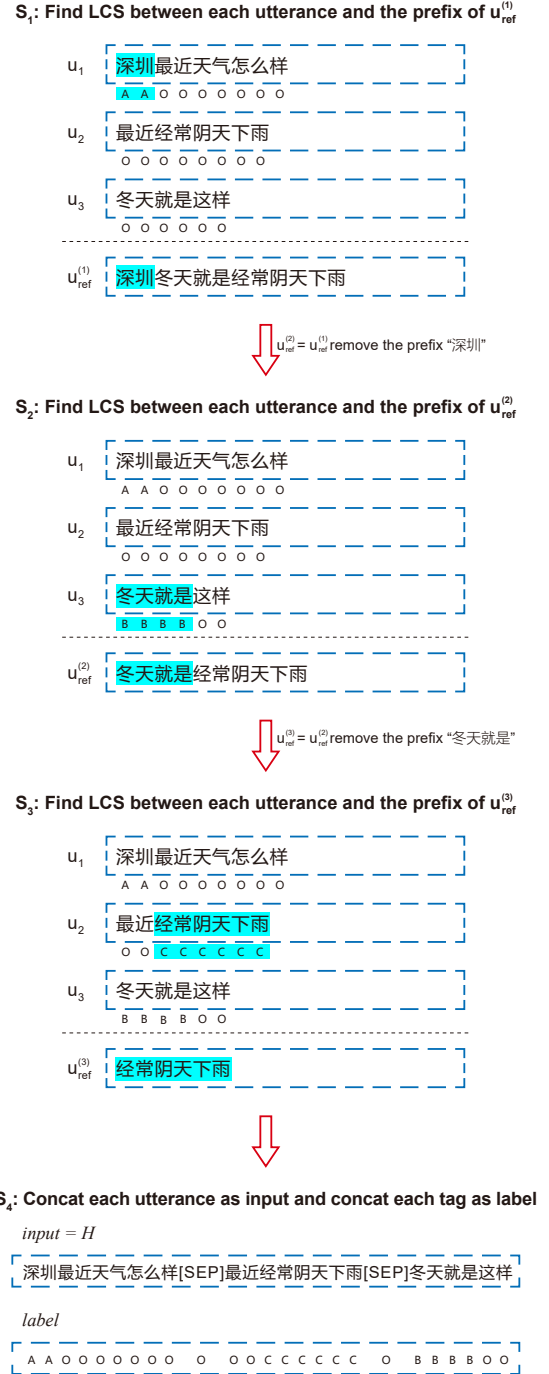 S₁: Find LCS between each utterance and the prefix of u_ref^(1)
u₁ 深圳最近天气怎么样
A A O O O O O O O
u₂ 最近经常阴天下雨
O O O O O O O O
u₃ 冬天就是这样
O O O O O O
u_ref^(1) 深圳冬天就是经常阴天下雨
u_ref^(2) = u_ref^(1) remove the prefix “深圳”
S₂: Find LCS between each utterance and the prefix of u_ref^(2)
u₁ 深圳最近天气怎么样
A A O O O O O O O
u₂ 最近经常阴天下雨
O O O O O O O O
u₃ 冬天就是这样
B B B B O O
u_ref^(2) 冬天就是经常阴天下雨
u_ref^(3) = u_ref^(2) remove the prefix “冬天就是”
S₃: Find LCS between each utterance and the prefix of u_ref^(3)
u₁ 深圳最近天气怎么样
A A O O O O O O O
u₂ 最近经常阴天下雨
O O C C C C C C
u₃ 冬天就是这样
B B B B O O
u_ref^(3) 经常阴天下雨
S₄: Concat each utterance as input and concat each tag as label
input = H
深圳最近天气怎么样[SEP]最近经常阴天下雨[SEP]冬天就是这样
label
A A O O O O O O O O O O C C C C C C O B B B B O O